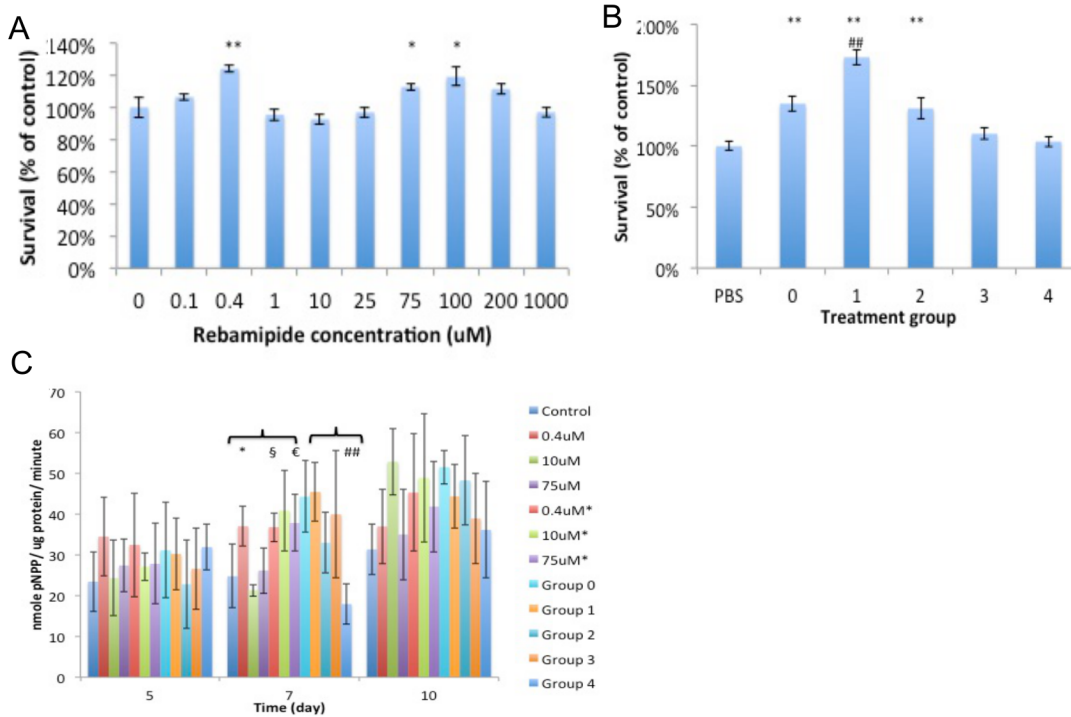 A
140%
120%
100%
80%
60%
40%
20%
0%
Survival (% of control)
** * *
0 0.1 0.4 1 10 25 75 100 200 1000
Rebamipide concentration (uM)
B
200%
150%
100%
50%
0%
Survival (% of control)
** ** **
##
PBS 0 1 2 3 4
Treatment group
C
70
60
50
40
30
20
10
0
nmole pNPP/ ug protein/ minute
* § € ##
5 7 10
Time (day)
Control
0.4uM
10uM
75uM
0.4uM*
10uM*
75uM*
Group 0
Group 1
Group 2
Group 3
Group 4